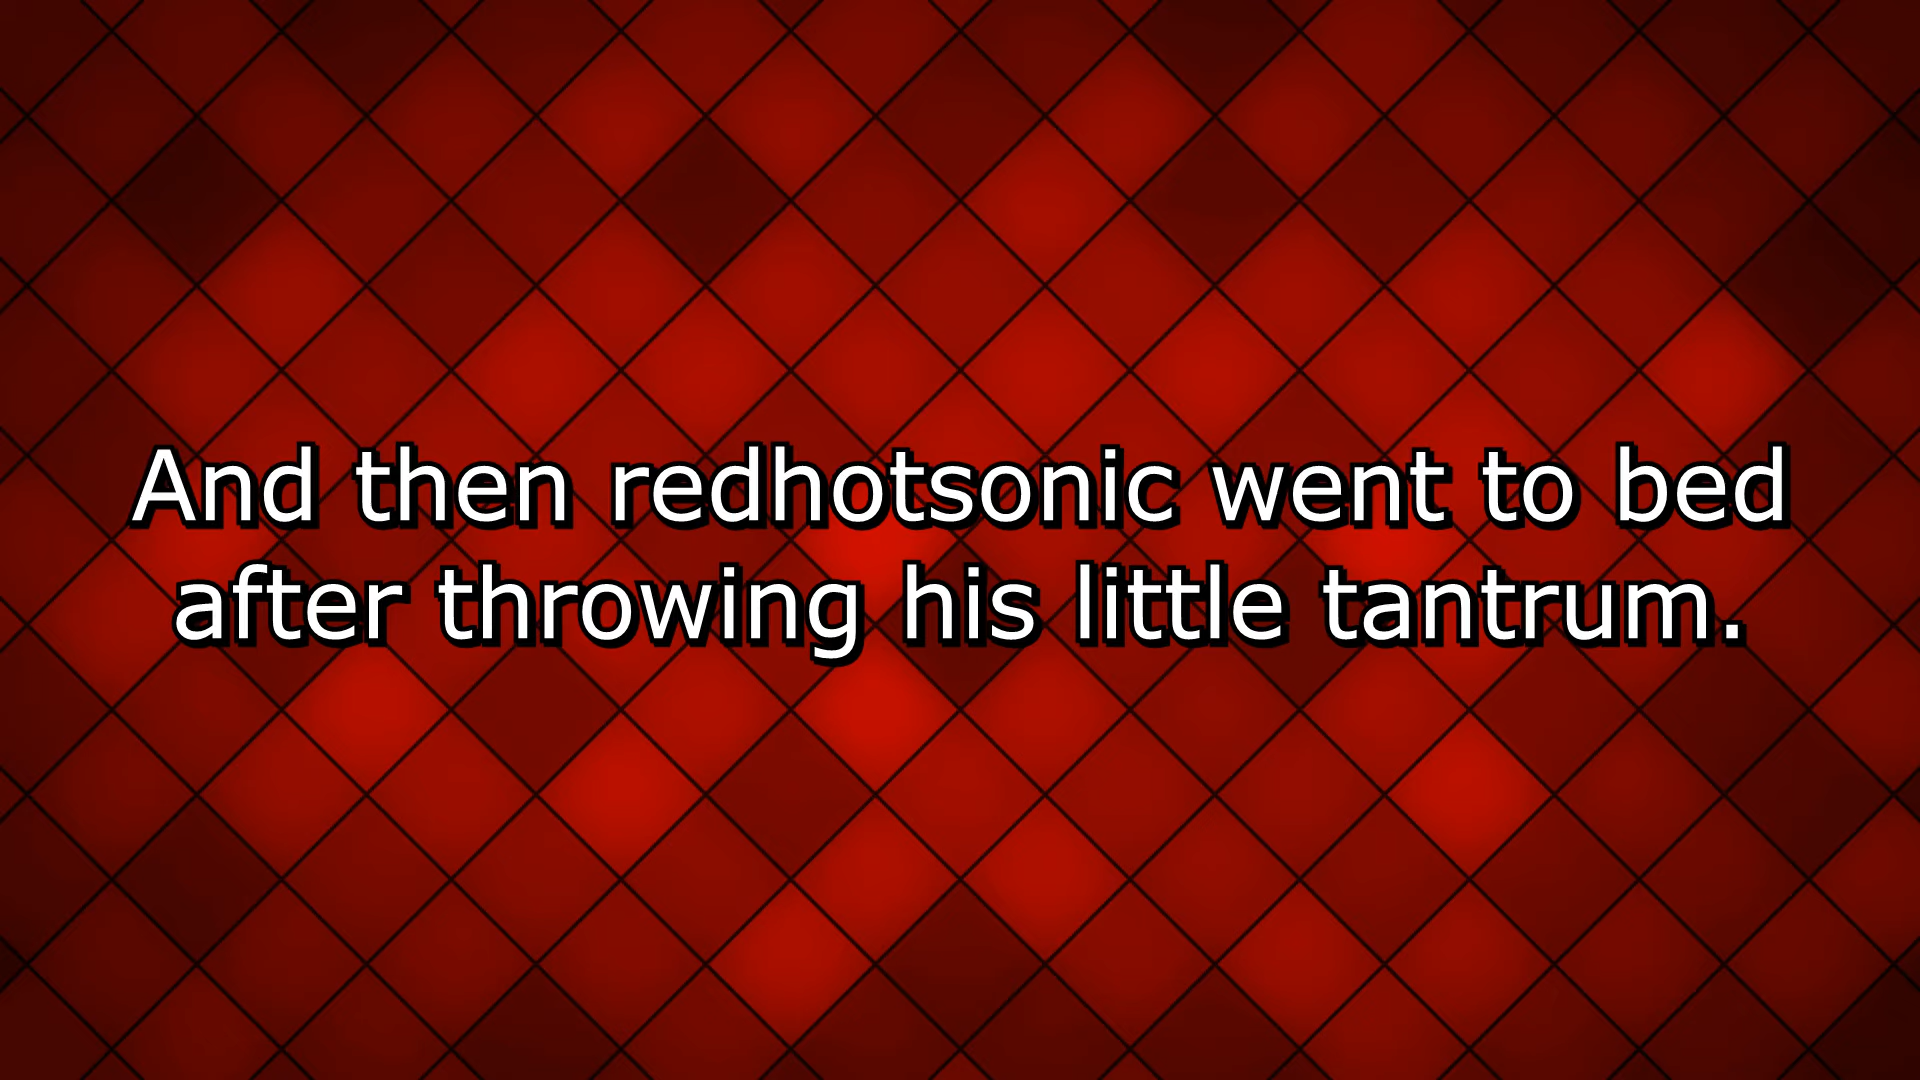 And then redhotsonic went to bed
after throwing his little tantrum.